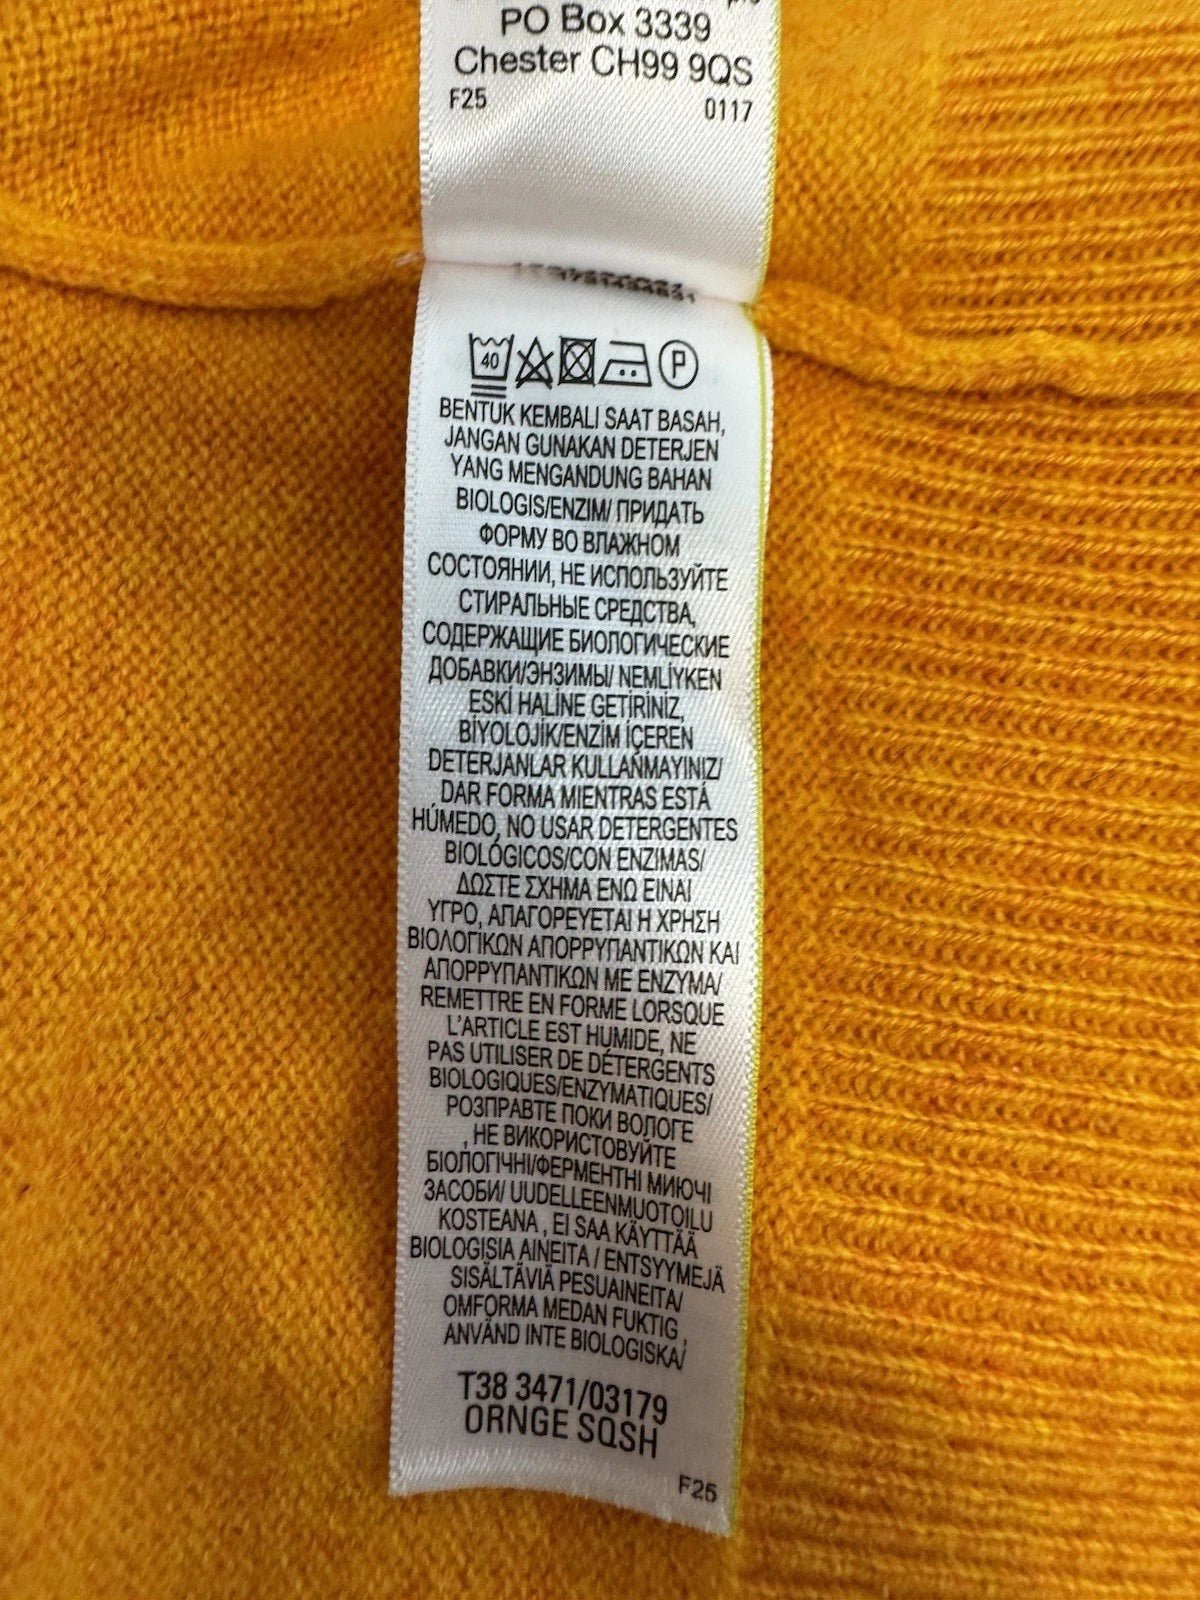 PO Box 3339
Chester CH99 9QS
F25 0117
40 P
BENTUK KEMBALI SAAT BASAH,
JANGAN GUNAKAN DETERJEN
YANG MENGANDUNG BAHAN
BIOLOGIS/ENZIM/ ПРИДАТЬ
ФОРМУ ВО ВЛАЖНОМ
СОСТОЯНИИ, НЕ ИСПОЛЬЗУЙТЕ
СТИРАЛЬНЫЕ СРЕДСТВА,
СОДЕРЖАЩИЕ БИОЛОГИЧЕСКИЕ
ДОБАВКИ/ЭНЗИМЫ/ NEMLİYKEN
ESKİ HALİNE GETİRİNİZ,
BİYOLOJİK/ENZİM İÇEREN
DETERJANLAR KULLANMAYINIZ/
DAR FORMA MIENTRAS ESTÁ
HÚMEDO, NO USAR DETERGENTES
BIOLÓGICOS/CON ENZIMAS/
ΔΩΣΤΕ ΣΧΗΜΑ ΕΝΩ ΕΙΝΑΙ
ΥΓΡΟ, ΑΠΑΓΟΡΕΥΕΤΑΙ Η ΧΡΗΣΗ
ΒΙΟΛΟΓΙΚΩΝ ΑΠΟΡΡΥΠΑΝΤΙΚΩΝ ΚΑΙ
ΑΠΟΡΡΥΠΑΝΤΙΚΩΝ ΜΕ ΕΝΖΥΜΑ/
REMETTRE EN FORME LORSQUE
L'ARTICLE EST HUMIDE, NE
PAS UTILISER DE DÉTERGENTS
BIOLOGIQUES/ENZYMATIQUES/
РОЗПРАВТЕ ПОКИ ВОЛОГЕ
, НЕ ВИКОРИСТОВУЙТЕ
БІОЛОГІЧНІ/ФЕРМЕНТНІ МИЮЧІ
ЗАСОБИ/ UUDELLEENMUOTOILU
KOSTEANA , EI SAA KÄYTTÄÄ
BIOLOGISIA AINEITA / ENTSYYMEJÄ
SISÄLTÄVIÄ PESUAINEITA/
OMFORMA MEDAN FUKTIG ,
ANVÄND INTE BIOLOGISKA/
T38 3471/03179
ORNGE SQSH
F25